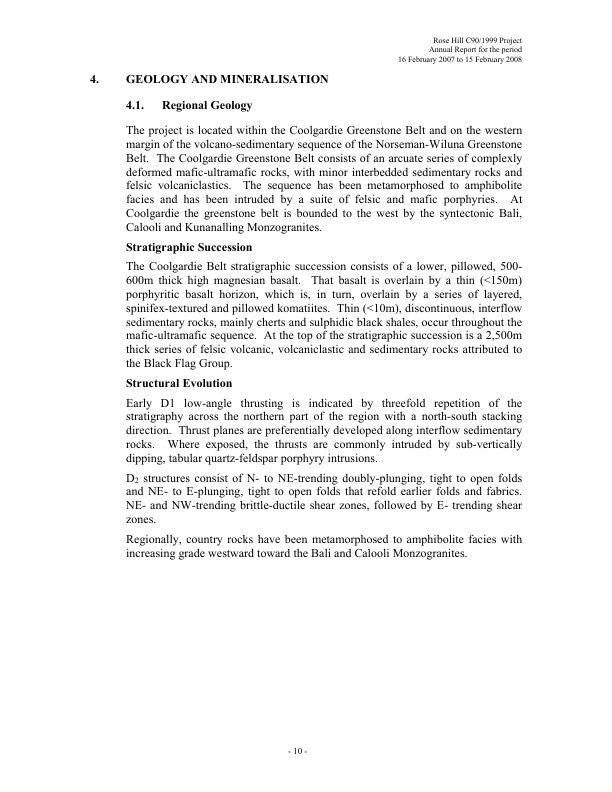 Rose Hill C90/1999 Project
Annual Report for the period
16 February 2007 to 15 February 2008
4. GEOLOGY AND MINERALISATION
4.1. Regional Geology
The project is located within the Coolgardie Greenstone Belt and on the western
margin of the volcano-sedimentary sequence of the Norseman-Wiluna Greenstone
Belt. The Coolgardie Greenstone Belt consists of an arcuate series of complexly
deformed mafic-ultramafic rocks, with minor interbedded sedimentary rocks and
felsic volcaniclastics. The sequence has been metamorphosed to amphibolite
facies and has been intruded by a suite of felsic and mafic porphyries. At
Coolgardie the greenstone belt is bounded to the west by the syntectonic Bali,
Calooli and Kunanalling Monzogranites.
Stratigraphic Succession
The Coolgardie Belt stratigraphic succession consists of a lower, pillowed, 500-
600m thick high magnesian basalt. That basalt is overlain by a thin (<150m)
porphyritic basalt horizon, which is, in turn, overlain by a series of layered,
spinifex-textured and pillowed komatiites. Thin (<10m), discontinuous, interflow
sedimentary rocks, mainly cherts and sulphidic black shales, occur throughout the
mafic-ultramafic sequence. At the top of the stratigraphic succession is a 2,500m
thick series of felsic volcanic, volcaniclastic and sedimentary rocks attributed to
the Black Flag Group.
Structural Evolution
Early D1 low-angle thrusting is indicated by threefold repetition of the
stratigraphy across the northern part of the region with a north-south stacking
direction. Thrust planes are preferentially developed along interflow sedimentary
rocks. Where exposed, the thrusts are commonly intruded by sub-vertically
dipping, tabular quartz-feldspar porphyry intrusions.
D2 structures consist of N- to NE-trending doubly-plunging, tight to open folds
and NE- to E-plunging, tight to open folds that refold earlier folds and fabrics.
NE- and NW-trending brittle-ductile shear zones, followed by E- trending shear
zones.
Regionally, country rocks have been metamorphosed to amphibolite facies with
increasing grade westward toward the Bali and Calooli Monzogranites.
- 10 -